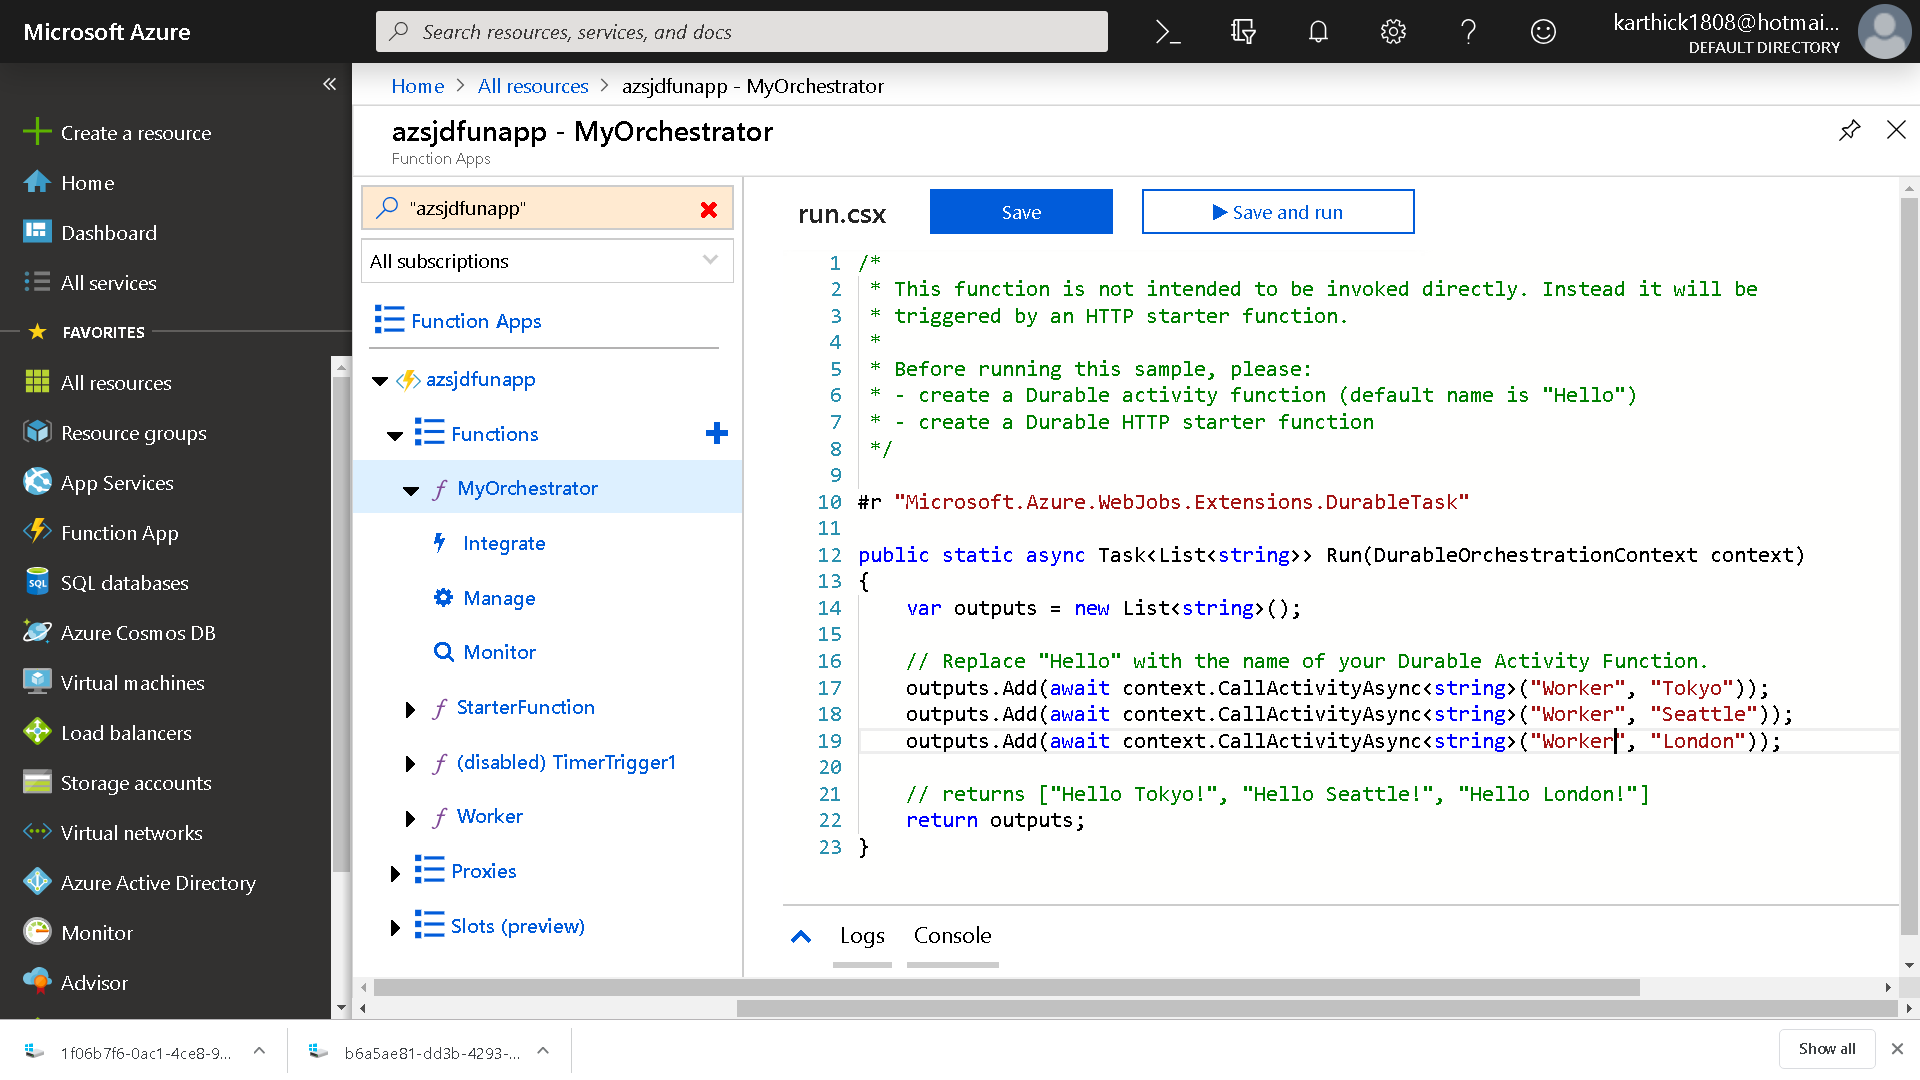 Microsoft Azure
Search resources, services, and docs
karthick1808@hotmai...
DEFAULT DIRECTORY
Create a resource
Home
Dashboard
All services
FAVORITES
All resources
Resource groups
App Services
Function App
SQL databases
Azure Cosmos DB
Virtual machines
Load balancers
Storage accounts
Virtual networks
Azure Active Directory
Monitor
Advisor
Home > All resources > azsjdfunapp - MyOrchestrator
azsjdfunapp - MyOrchestrator
Function Apps
"azsjdfunapp"
All subscriptions
Function Apps
azsjdfunapp
Functions
MyOrchestrator
Integrate
Manage
Monitor
StarterFunction
(disabled) TimerTrigger1
Worker
Proxies
Slots (preview)
run.csx
Save
Save and run
1 /*
2 * This function is not intended to be invoked directly. Instead it will be
3 * triggered by an HTTP starter function.
4 *
5 * Before running this sample, please:
6 * - create a Durable activity function (default name is "Hello")
7 * - create a Durable HTTP starter function
8 */
9
10 #r "Microsoft.Azure.WebJobs.Extensions.DurableTask"
11
12 public static async Task<List<string>> Run(DurableOrchestrationContext context)
13 {
14     var outputs = new List<string>();
15
16     // Replace "Hello" with the name of your Durable Activity Function.
17     outputs.Add(await context.CallActivityAsync<string>("Worker", "Tokyo"));
18     outputs.Add(await context.CallActivityAsync<string>("Worker", "Seattle"));
19     outputs.Add(await context.CallActivityAsync<string>("Worker", "London"));
20
21     // returns ["Hello Tokyo!", "Hello Seattle!", "Hello London!"]
22     return outputs;
23 }
Logs
Console
1f06b7f6-0ac1-4ce8-9...
b6a5ae81-dd3b-4293-...
Show all